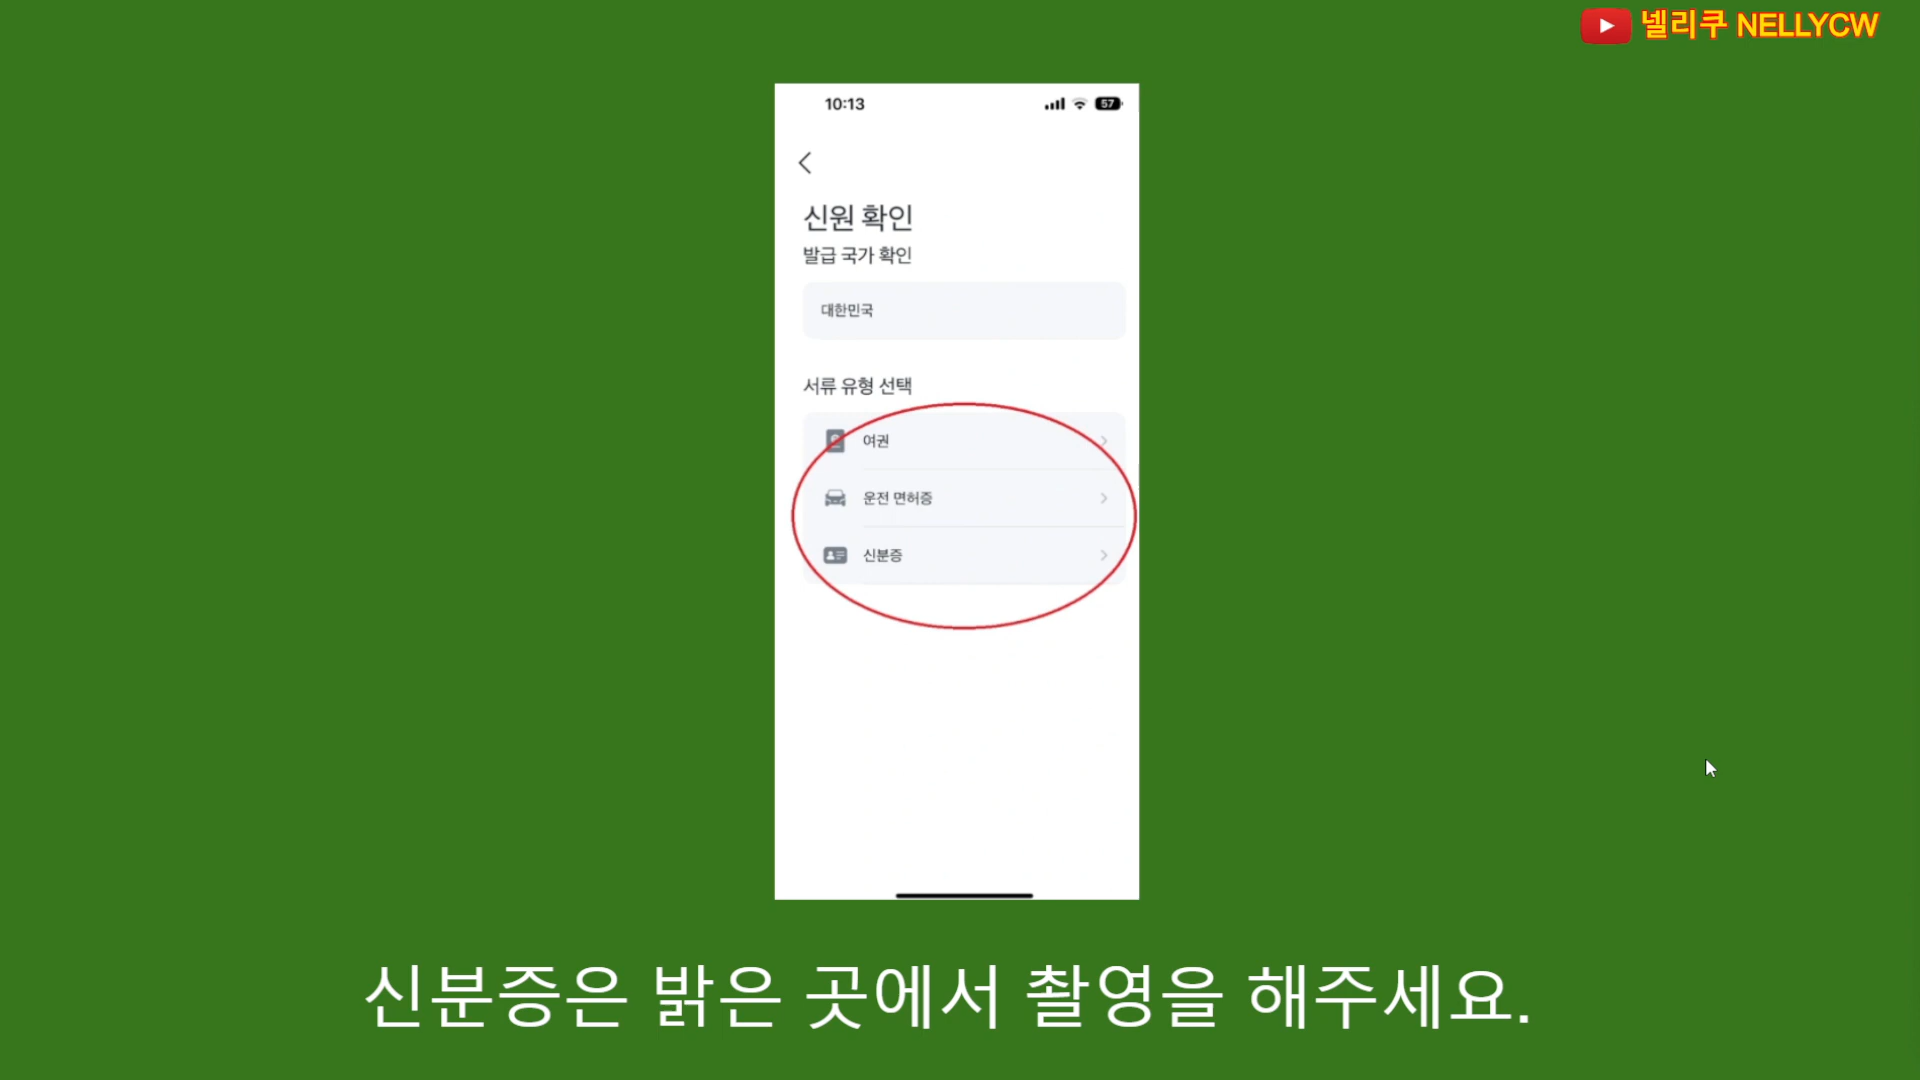 넬리쿠 NELLYCW
10:13
57
신원 확인
발급 국가 확인
대한민국
서류 유형 선택
여권
운전 면허증
신분증
신분증은 밝은 곳에서 촬영을 해주세요.